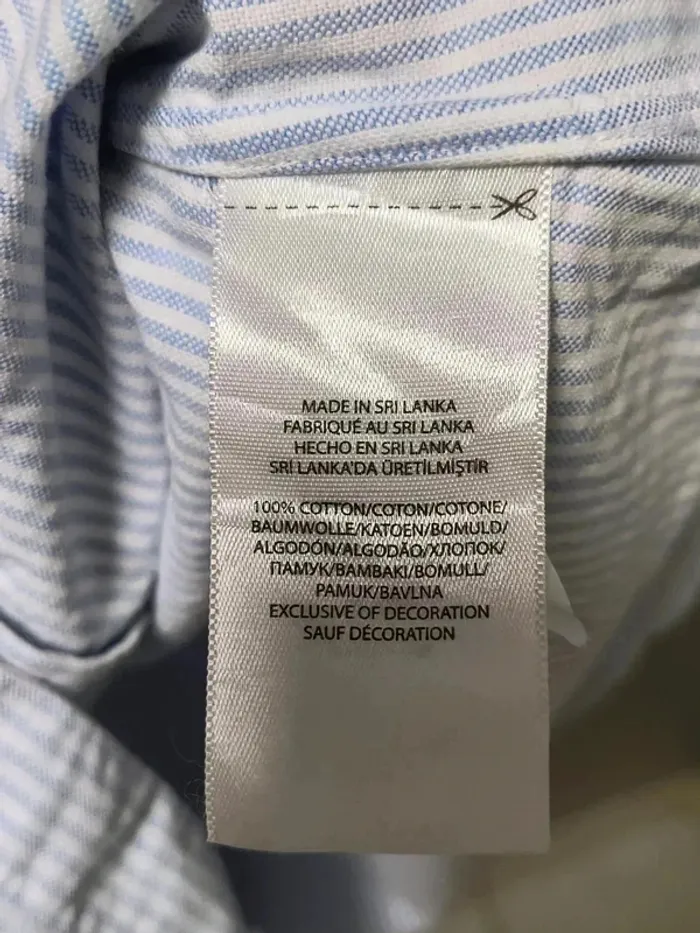 MADE IN SRI LANKA
FABRIQUÉ AU SRI LANKA
HECHO EN SRI LANKA
SRİ LANKA'DA ÜRETİLMİŞTİR
100% COTTON/COTON/COTONE/
BAUMWOLLE/KATOEN/BOMULD/
ALGODÓN/ALGODÃO/ХЛОПОК/
ПАМУК/BAMBAKI/BOMULL/
PAMUK/BAVLNA
EXCLUSIVE OF DECORATION
SAUF DÉCORATION